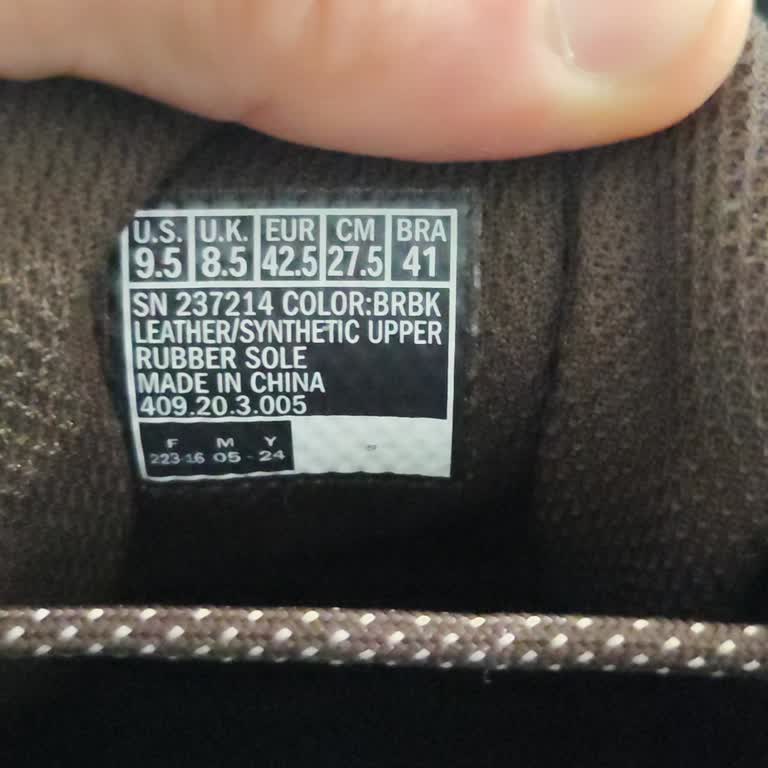 U.S. U.K. EUR CM BRA
9.5 8.5 42.5 27.5 41
SN 237214 COLOR:BRBK
LEATHER/SYNTHETIC UPPER
RUBBER SOLE
MADE IN CHINA
409.20.3.005
F M Y
223-16 05 - 24